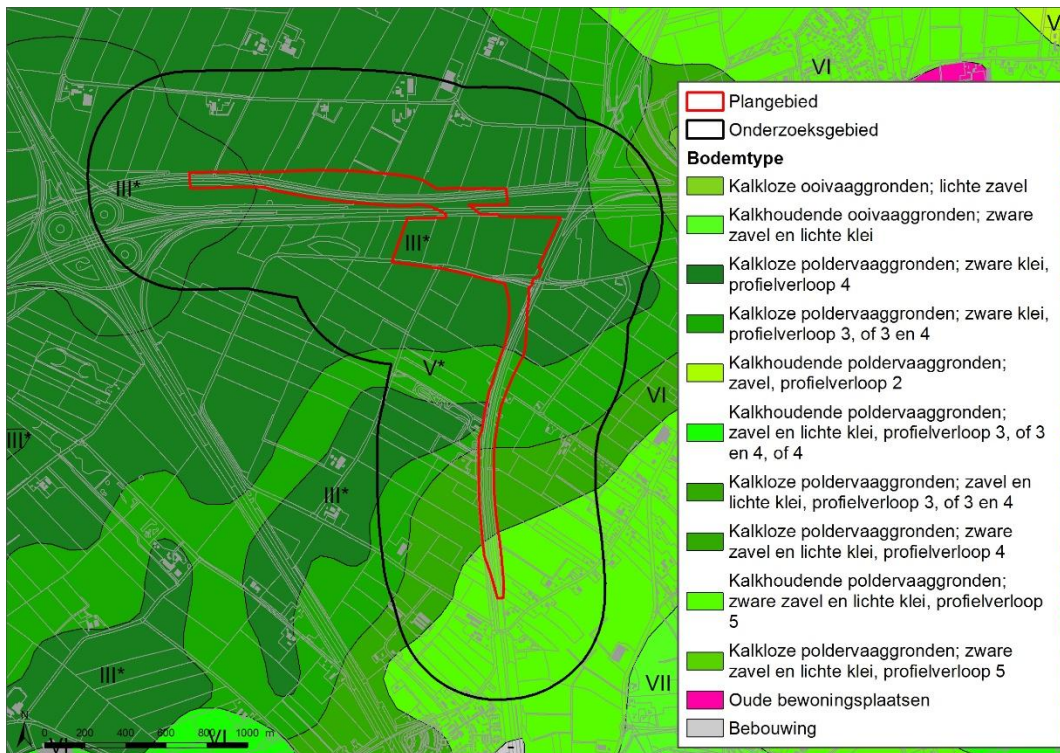 V
VI
Plangebied
Onderzoeksgebied
Bodemtype
Kalkloze ooivaaggronden; lichte zavel
Kalkhoudende ooivaaggronden; zware
zavel en lichte klei
Kalkloze poldervaaggronden; zware klei,
profielverloop 4
Kalkloze poldervaaggronden; zware klei,
profielverloop 3, of 3 en 4
Kalkhoudende poldervaaggronden;
zavel, profielverloop 2
Kalkhoudende poldervaaggronden;
zavel en lichte klei, profielverloop 3, of 3
en 4, of 4
Kalkloze poldervaaggronden; zavel en
lichte klei, profielverloop 3, of 3 en 4
Kalkloze poldervaaggronden; zware
zavel en lichte klei, profielverloop 4
Kalkhoudende poldervaaggronden;
zware zavel en lichte klei, profielverloop
5
Kalkloze poldervaaggronden; zware
zavel en lichte klei, profielverloop 5
Oude bewoningsplaatsen
Bebouwing
III*
III*
V*
VI
III*
III*
III*
VII
N
VI
VI
0 200 400 600 800 1000 m